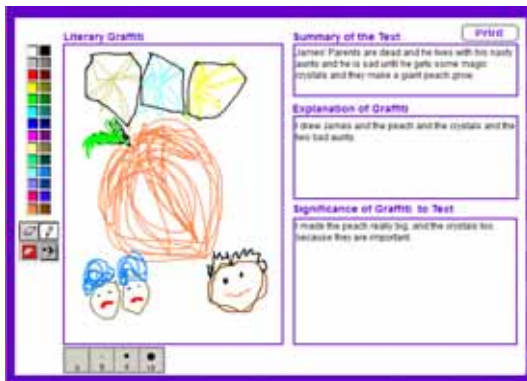 Literary Graffiti
Summary of the Text
Print
James' Parents are dead and he lives with his nasty
aunts and he is sad until he gets some magic
crystals and they make a giant peach grow.
Explanation of Graffiti
I drew James and the peach and the crystals and the
two bad aunts.
Significance of Graffiti to Text
I made the peach really big, and the crystals too
because they are important.